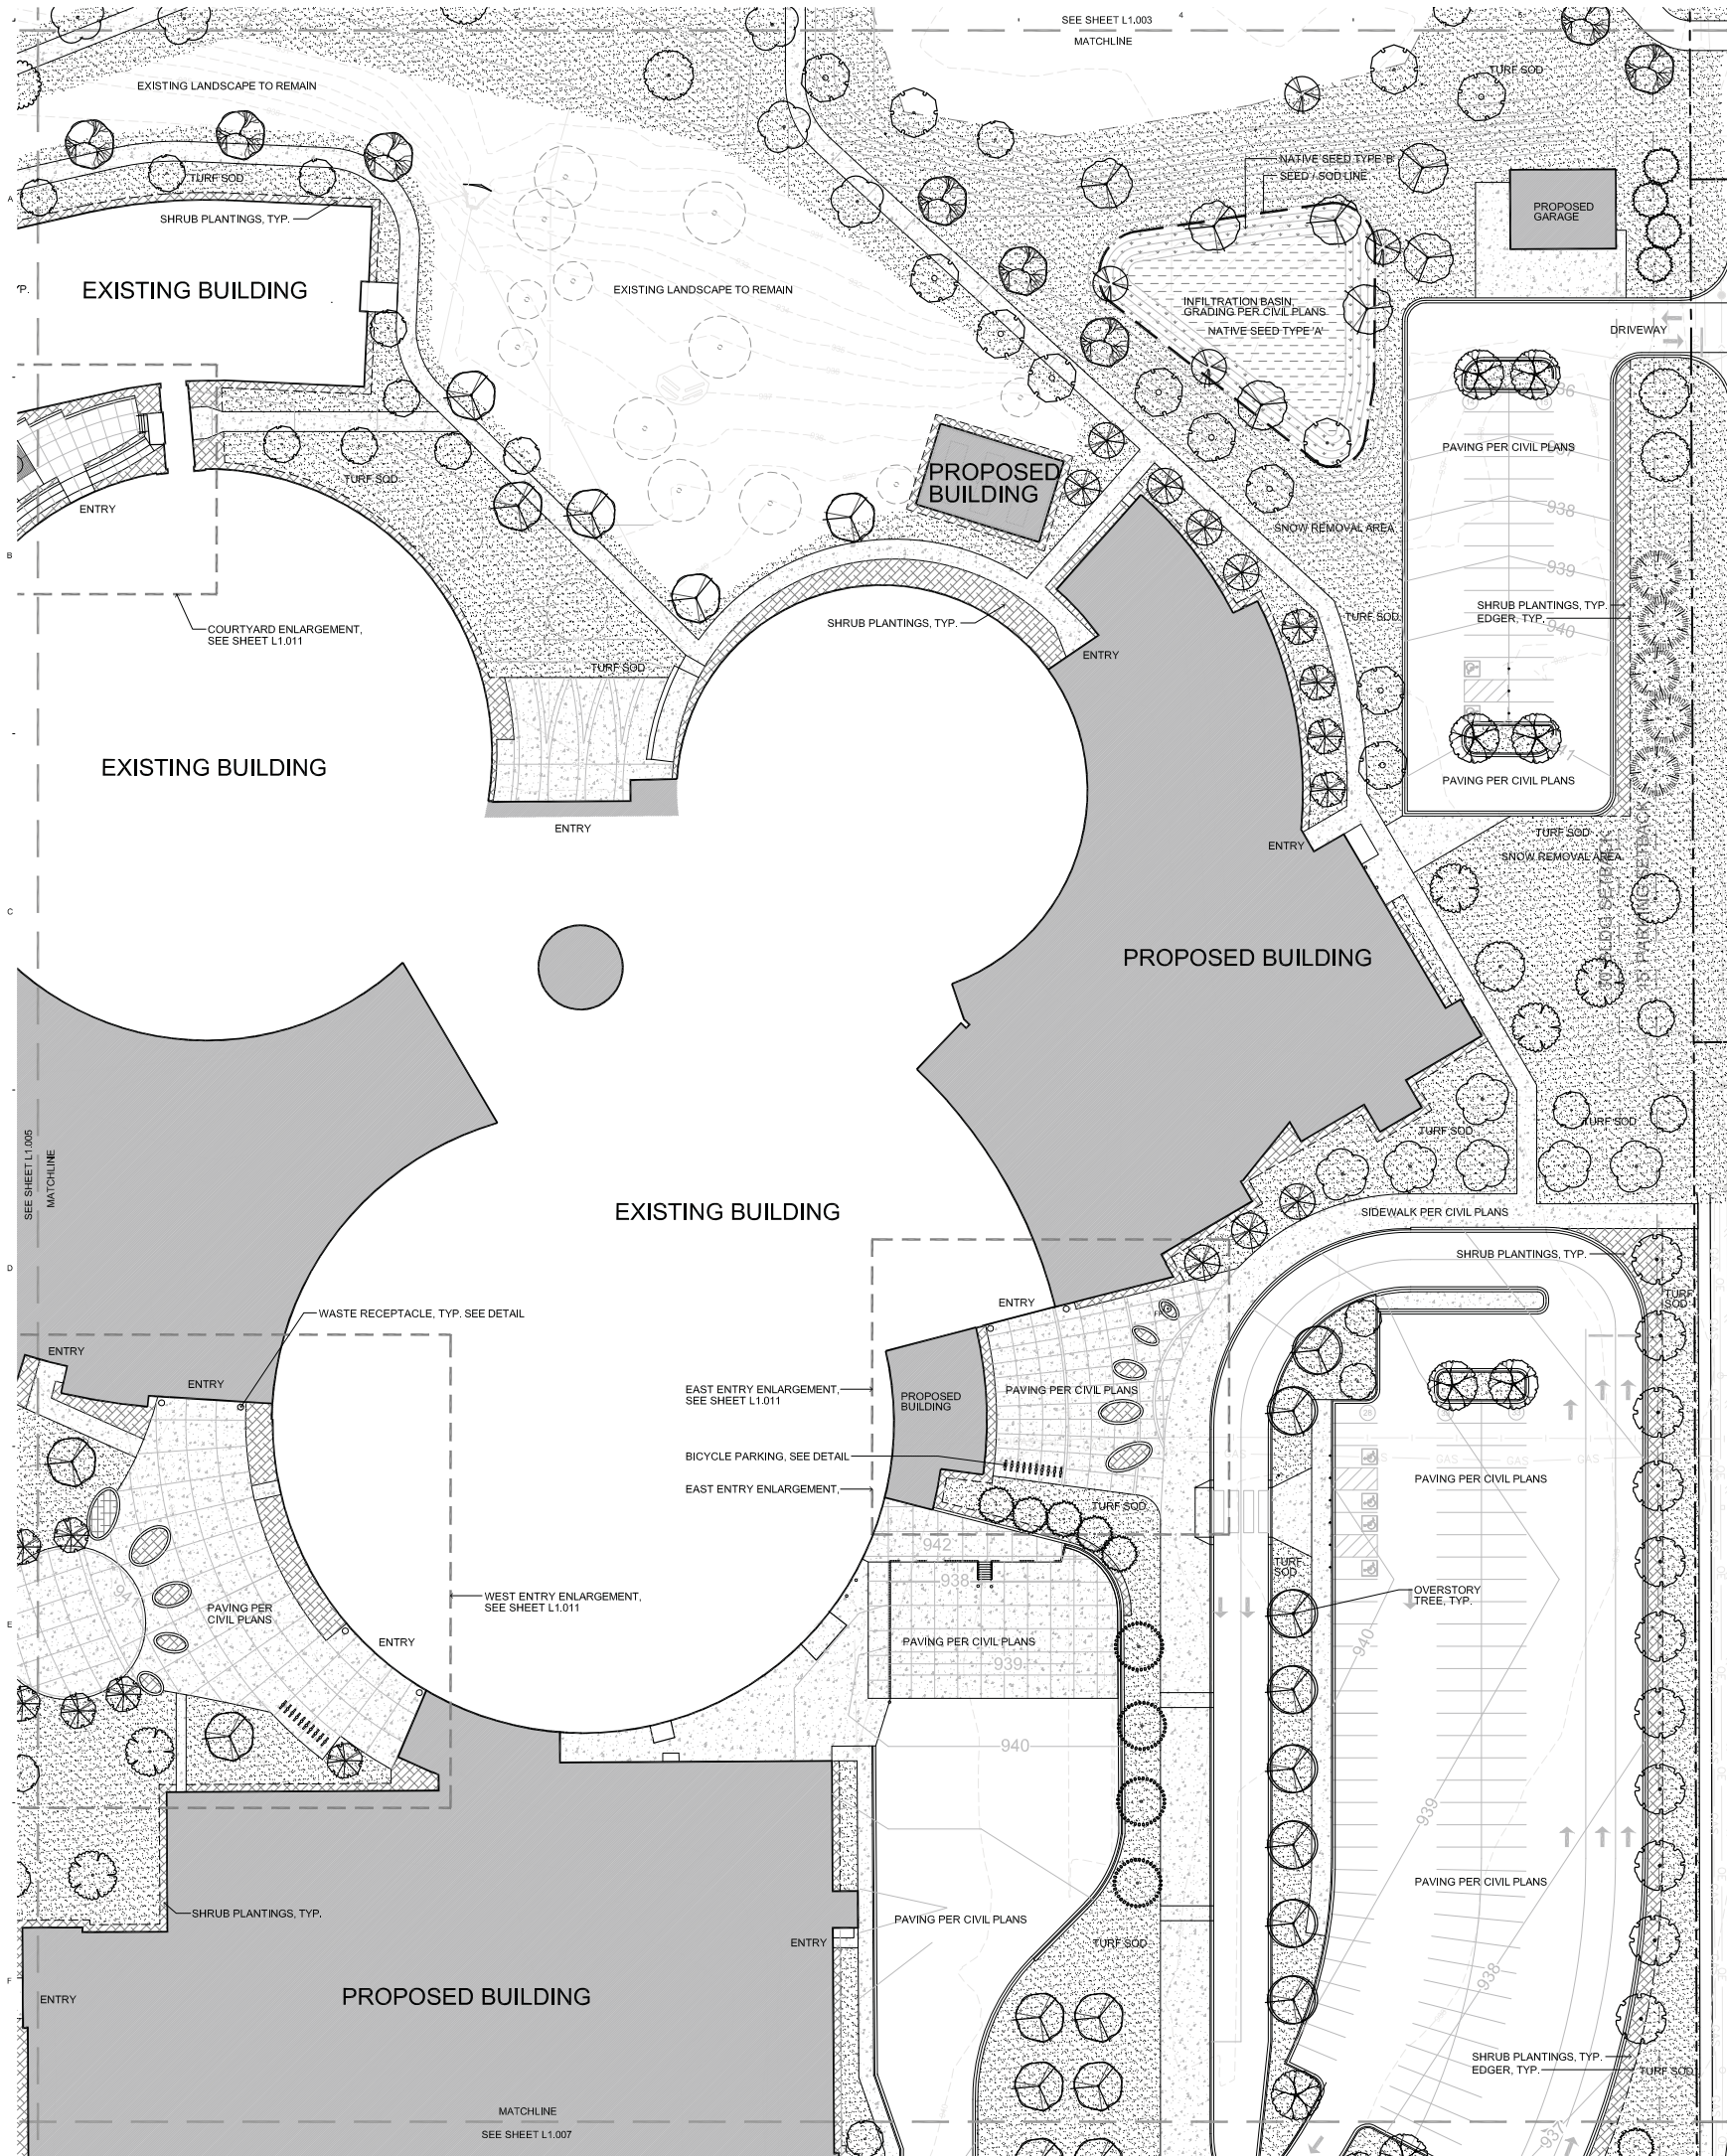 SEE SHEET L1.003
4
MATCHLINE
EXISTING LANDSCAPE TO REMAIN
TURF SOD
NATIVE SEED TYPE 'B'
SEED / SOD LINE
TURF SOD
A
SHRUB PLANTINGS, TYP.
PROPOSED
GARAGE
EXISTING BUILDING
EXISTING LANDSCAPE TO REMAIN
INFILTRATION BASIN,
GRADING PER CIVIL PLANS
NATIVE SEED TYPE 'A'
DRIVEWAY
PAVING PER CIVIL PLANS
PROPOSED
BUILDING
TURF SOD
ENTRY
938
SNOW REMOVAL AREA
B
939
SHRUB PLANTINGS, TYP.
EDGER, TYP.
TURF SOD
940
COURTYARD ENLARGEMENT,
SEE SHEET L1.011
SHRUB PLANTINGS, TYP.
ENTRY
TURF SOD
EXISTING BUILDING
PAVING PER CIVIL PLANS
ENTRY
ENTRY
TURF SOD
SNOW REMOVAL AREA
C
PROPOSED BUILDING
TURF SOD
TURF SOD
SEE SHEET L1.005
MATCHLINE
EXISTING BUILDING
SIDEWALK PER CIVIL PLANS
SHRUB PLANTINGS, TYP.
D
TURF
SOD
ENTRY
WASTE RECEPTACLE, TYP. SEE DETAIL
ENTRY
ENTRY
EAST ENTRY ENLARGEMENT,
SEE SHEET L1.011
PROPOSED
BUILDING
PAVING PER CIVIL PLANS
BICYCLE PARKING, SEE DETAIL
GAS
GAS
GAS
PAVING PER CIVIL PLANS
EAST ENTRY ENLARGEMENT,
TURF SOD
942
938
TURF
SOD
WEST ENTRY ENLARGEMENT,
SEE SHEET L1.011
OVERSTORY
TREE, TYP.
PAVING PER
CIVIL PLANS
E
ENTRY
PAVING PER CIVIL PLANS
939
940
940
939
PAVING PER CIVIL PLANS
SHRUB PLANTINGS, TYP.
PAVING PER CIVIL PLANS
ENTRY
TURF SOD
F
938
ENTRY
PROPOSED BUILDING
SHRUB PLANTINGS, TYP.
EDGER, TYP.
TURF SOD
MATCHLINE
SEE SHEET L1.007
937